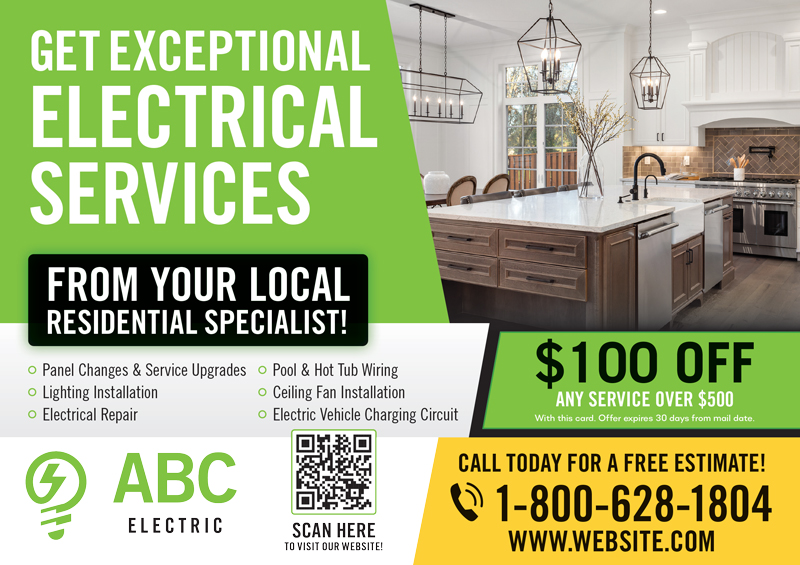 GET EXCEPTIONAL
ELECTRICAL
SERVICES
FROM YOUR LOCAL
RESIDENTIAL SPECIALIST!
Panel Changes & Service Upgrades
Lighting Installation
Electrical Repair
Pool & Hot Tub Wiring
Ceiling Fan Installation
Electric Vehicle Charging Circuit
$100 OFF
ANY SERVICE OVER $500
With this card. Offer expires 30 days from mail date.
ABC
ELECTRIC
SCAN HERE
TO VISIT OUR WEBSITE!
CALL TODAY FOR A FREE ESTIMATE!
1-800-628-1804
WWW.WEBSITE.COM